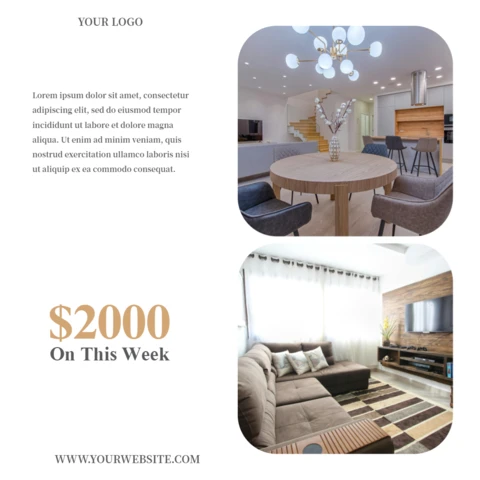 YOUR LOGO
Lorem ipsum dolor sit amet, consectetur
adipiscing elit, sed do eiusmod tempor
incididunt ut labore et dolore magna
aliqua. Ut enim ad minim veniam, quis
nostrud exercitation ullamco laboris nisi
ut aliquip ex ea commodo consequat.
$2000
On This Week
WWW.YOURWEBSITE.COM